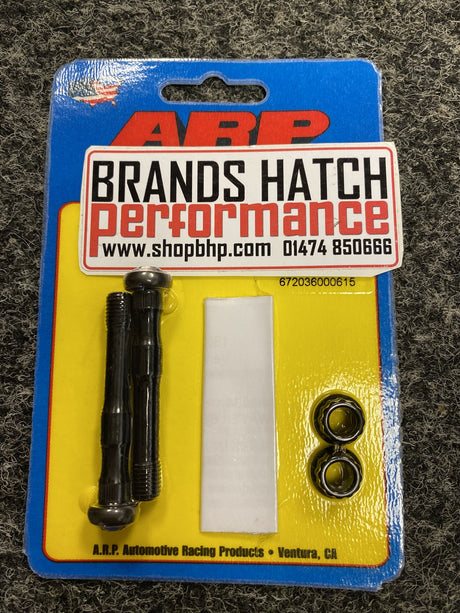 ARP
BRANDS HATCH
performance
www.shopbhp.com 01474 850666
672036000615
A.R.P. Automotive Racing Products • Ventura, CA